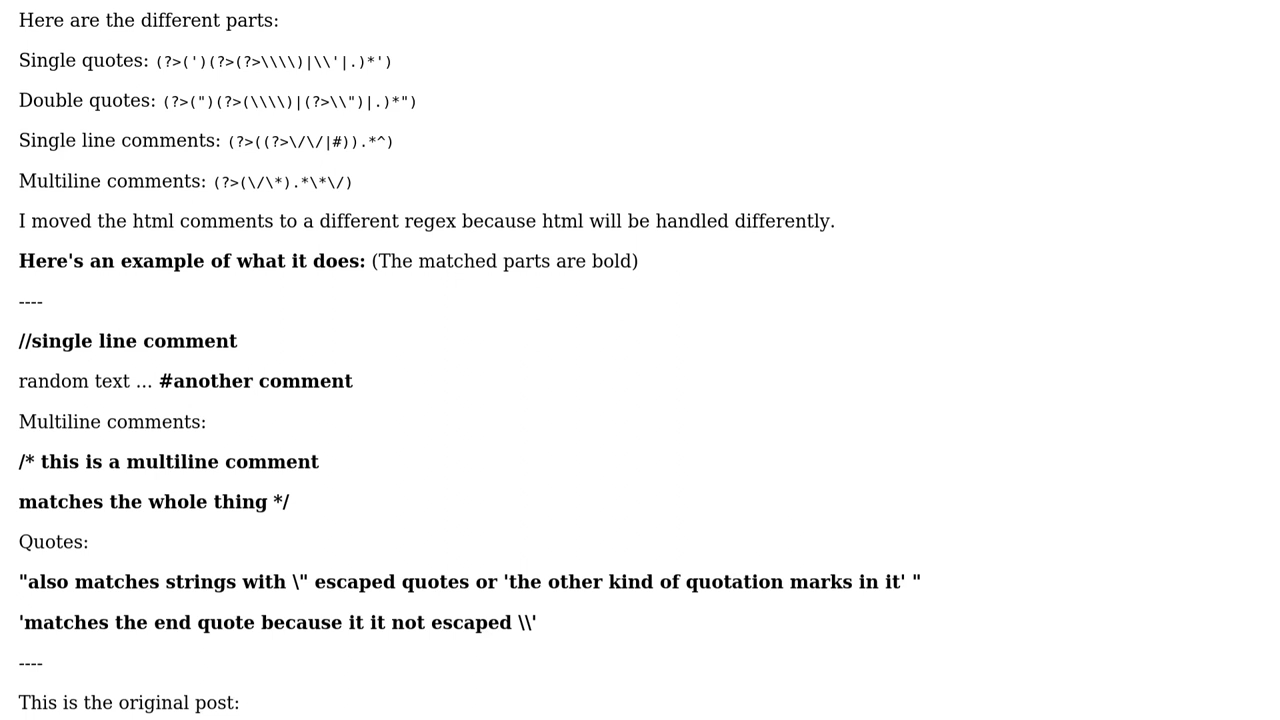 Here are the different parts:
Single quotes: (?>(')(?>(?>\\\\)|\\'|.)*')
Double quotes: (?>(")(?>(\\\\)|(?>\\")|.)*")
Single line comments: (?>((?>\/\/|#)).*^)
Multiline comments: (?>(\/\*).*\*\/)
I moved the html comments to a different regex because html will be handled differently.
Here's an example of what it does: (The matched parts are bold)
----
//single line comment
random text ... #another comment
Multiline comments:
/* this is a multiline comment
matches the whole thing */
Quotes:
"also matches strings with \" escaped quotes or 'the other kind of quotation marks in it' "
'matches the end quote because it it not escaped \\'
----
This is the original post: